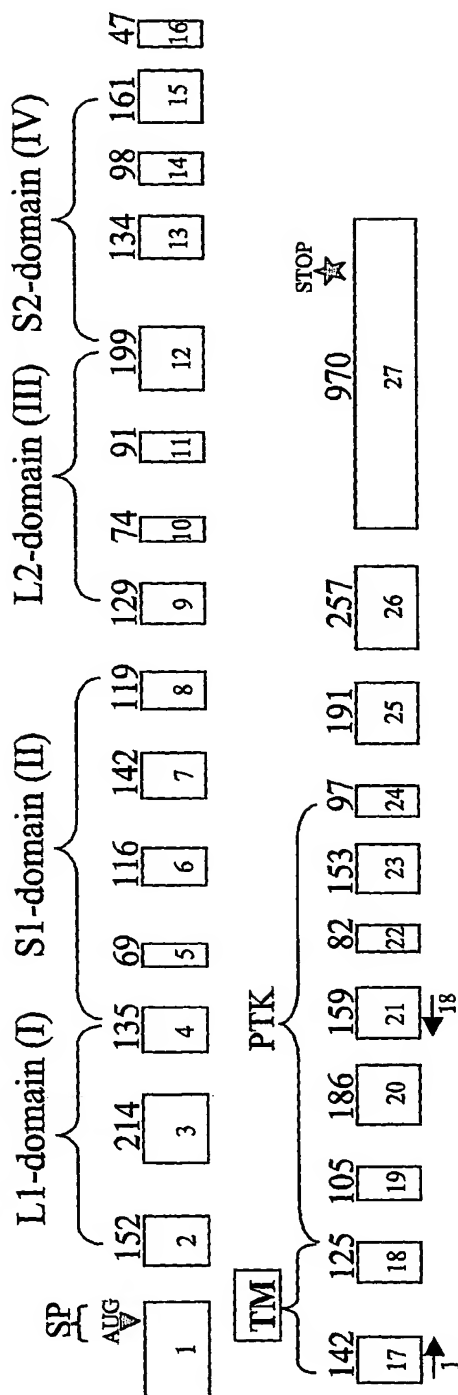 SP
AUG
L1-domain (I)
S1-domain (II)
L2-domain (III)
S2-domain (IV)
152 214 135 69 116 142 119 129 74 91 199 134 98 161 47
1 2 3 4 5 6 7 8 9 10 11 12 13 14 15 16
TM
PTK
STOP
142 125 105 186 159 82 153 97 191 257 970
17 18 19 20 21 22 23 24 25 26 27
1 18